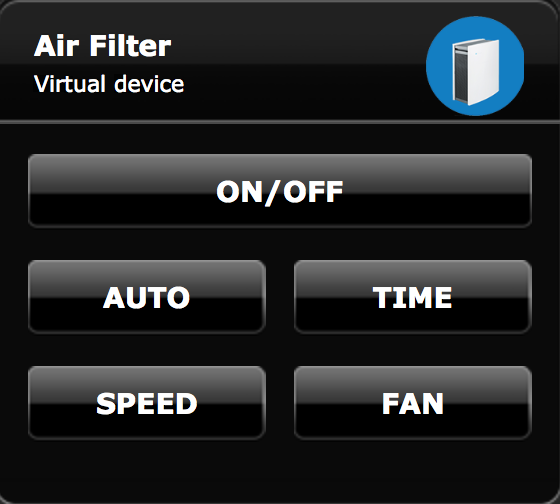 Air Filter
Virtual device
ON/OFF
AUTO
TIME
SPEED
FAN